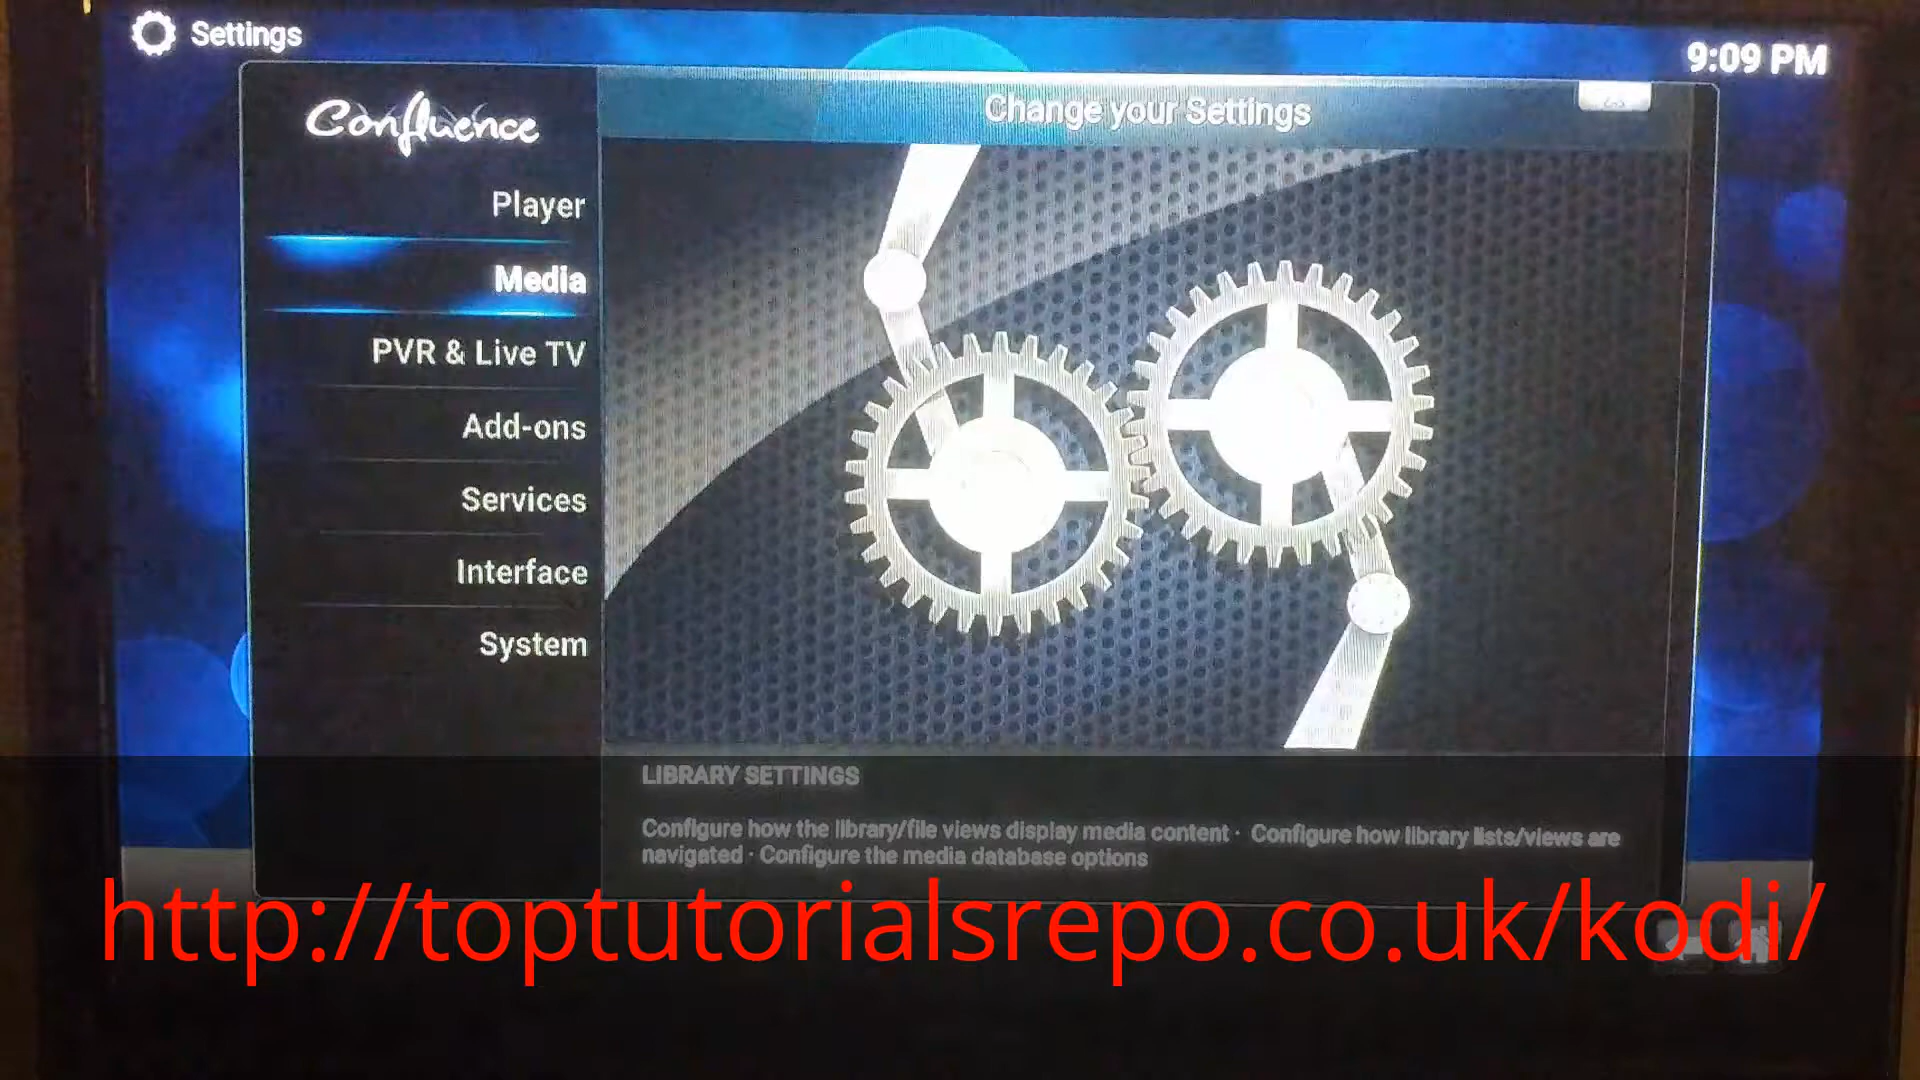 Settings
9:09 PM
Confluence
Change your Settings
Player
Media
PVR & Live TV
Add-ons
Services
Interface
System
LIBRARY SETTINGS
Configure how the library/file views display media content · Configure how library lists/views are
navigated · Configure the media database options
http://toptutorialsrepo.co.uk/kodi/